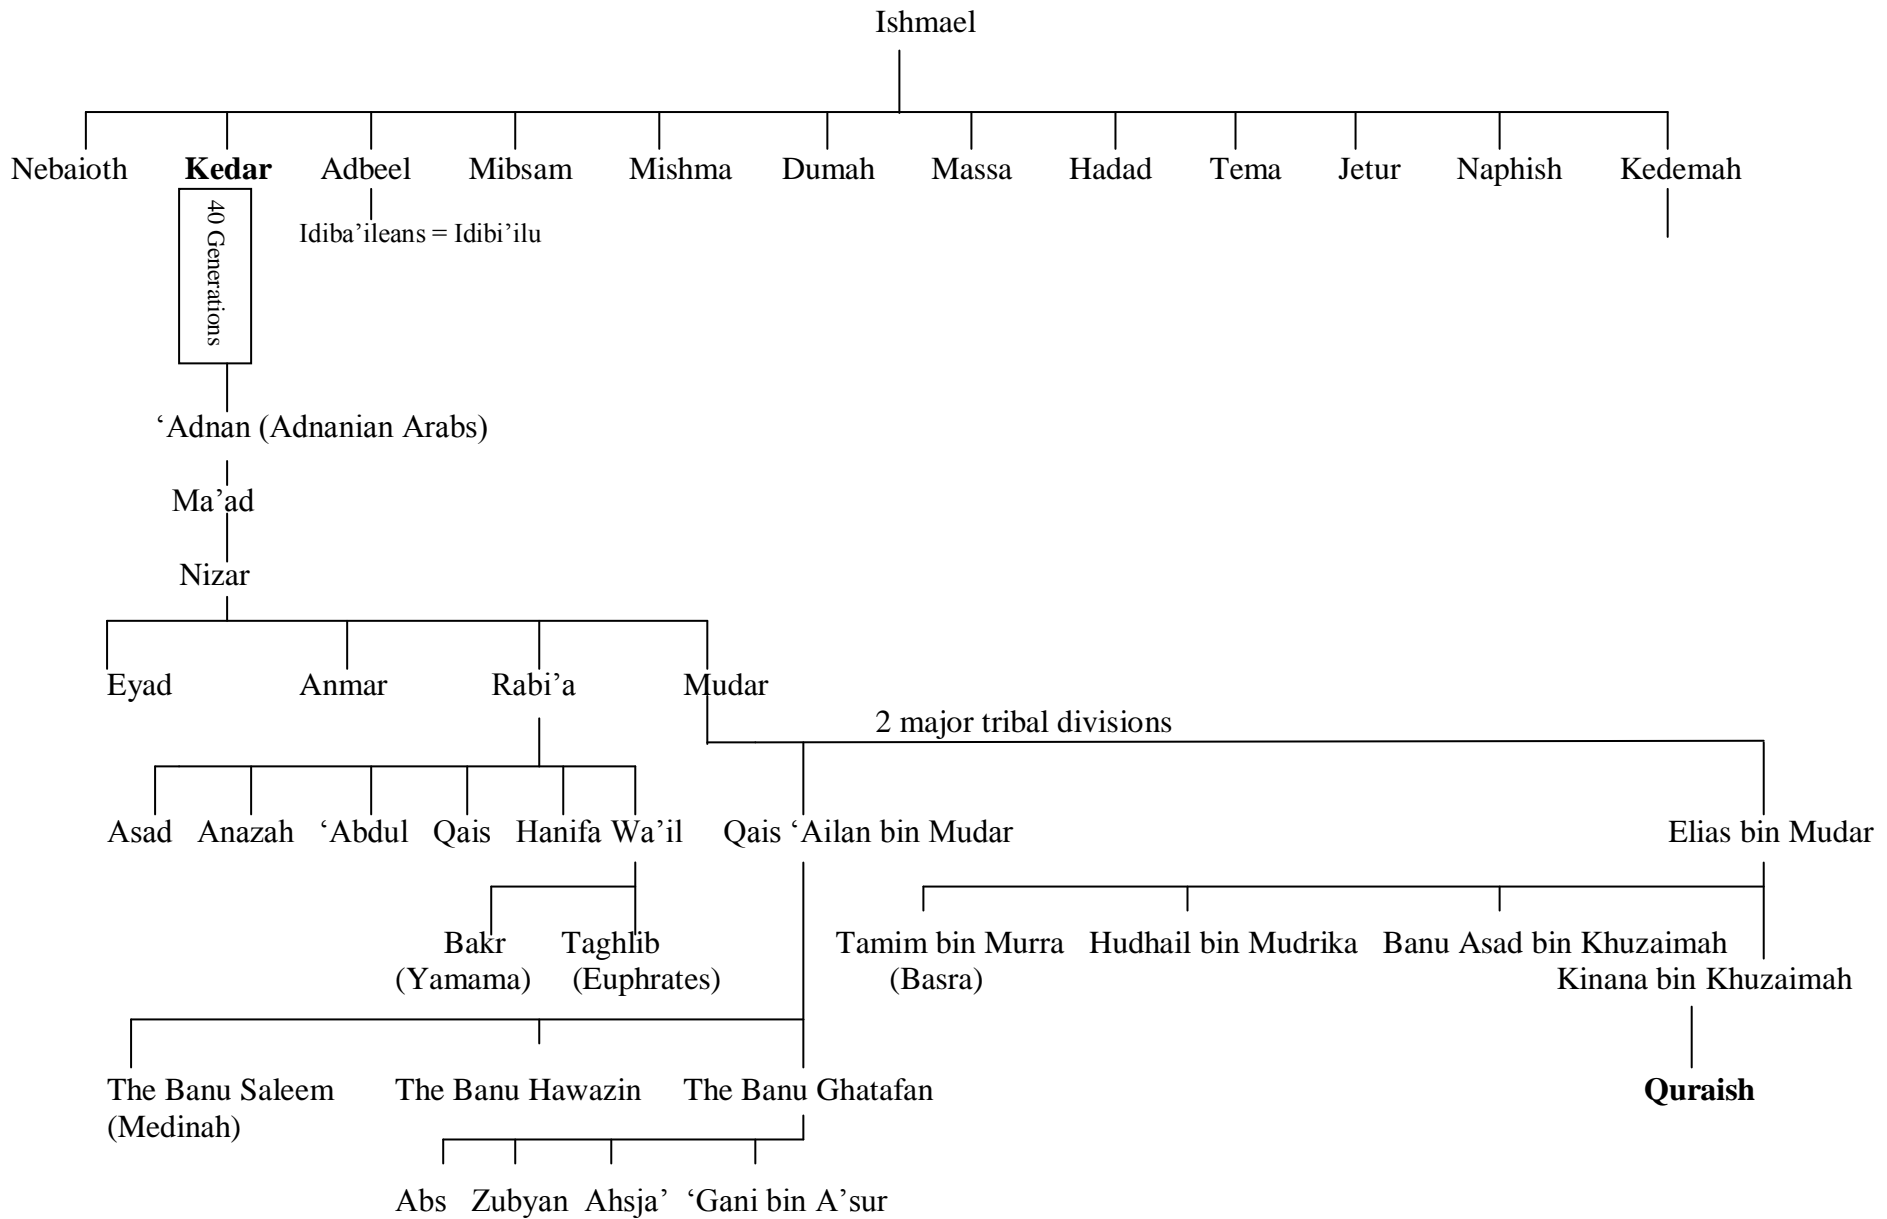 Ishmael
Nebaioth Kedar Adbeel Mibsam Mishma Dumah Massa Hadad Tema Jetur Naphish Kedemah
40 Generations
Idiba’ileans = Idibi’ilu
‘Adnan (Adnanian Arabs)
Ma’ad
Nizar
Eyad Anmar Rabi’a Mudar
2 major tribal divisions
Asad Anazah ‘Abdul Qais Hanifa Wa’il Qais ‘Ailan bin Mudar Elias bin Mudar
Bakr Taghlib Tamim bin Murra Hudhail bin Mudrika Banu Asad bin Khuzaimah
(Yamama) (Euphrates) (Basra) Kinana bin Khuzaimah
The Banu Saleem The Banu Hawazin The Banu Ghatafan Quraish
(Medinah)
Abs Zubyan Ahsja’ ‘Gani bin A’sur